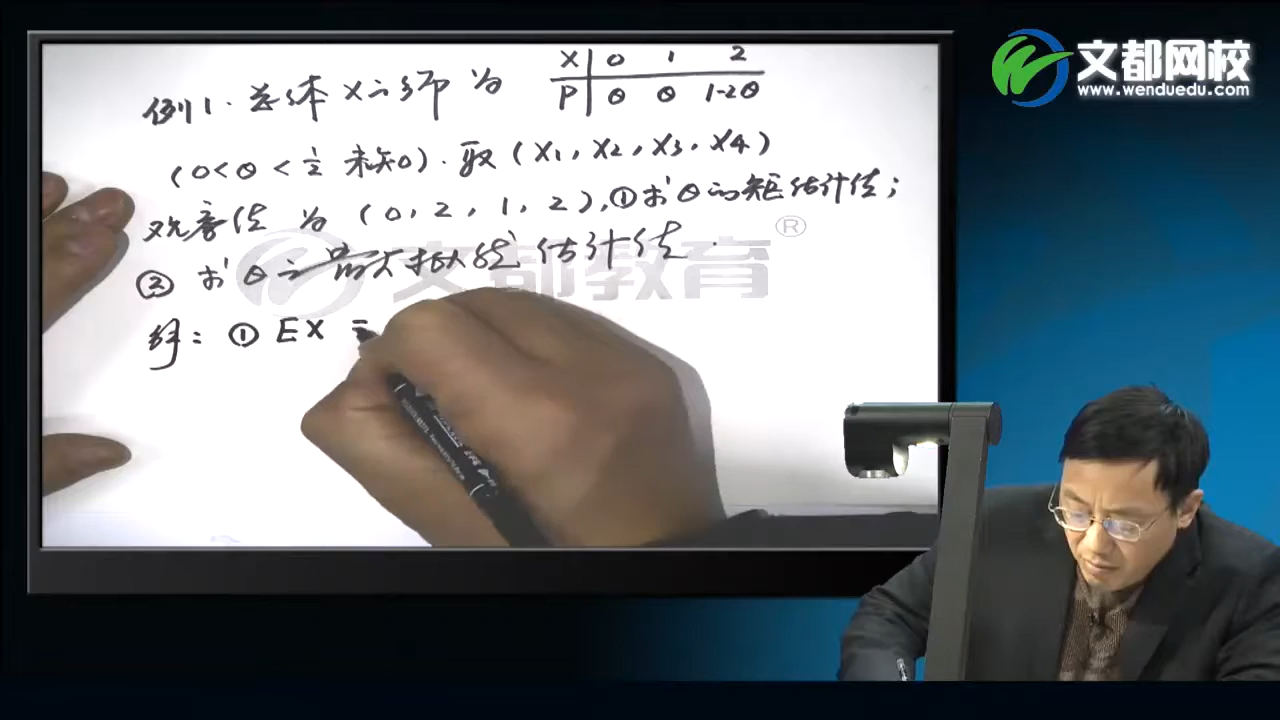 文都网校
www.wenduedu.com
X 0 1 2
例1. 总体X分布为
P θ θ 1-2θ
(0<θ<1/2 未知). 取 (X1, X2, X3, X4)
观察值 为 (0, 2, 1, 2), ①求θ的矩估计值;
② 求θ之最大似然估计值.
文都教育 ®
解: ① EX =